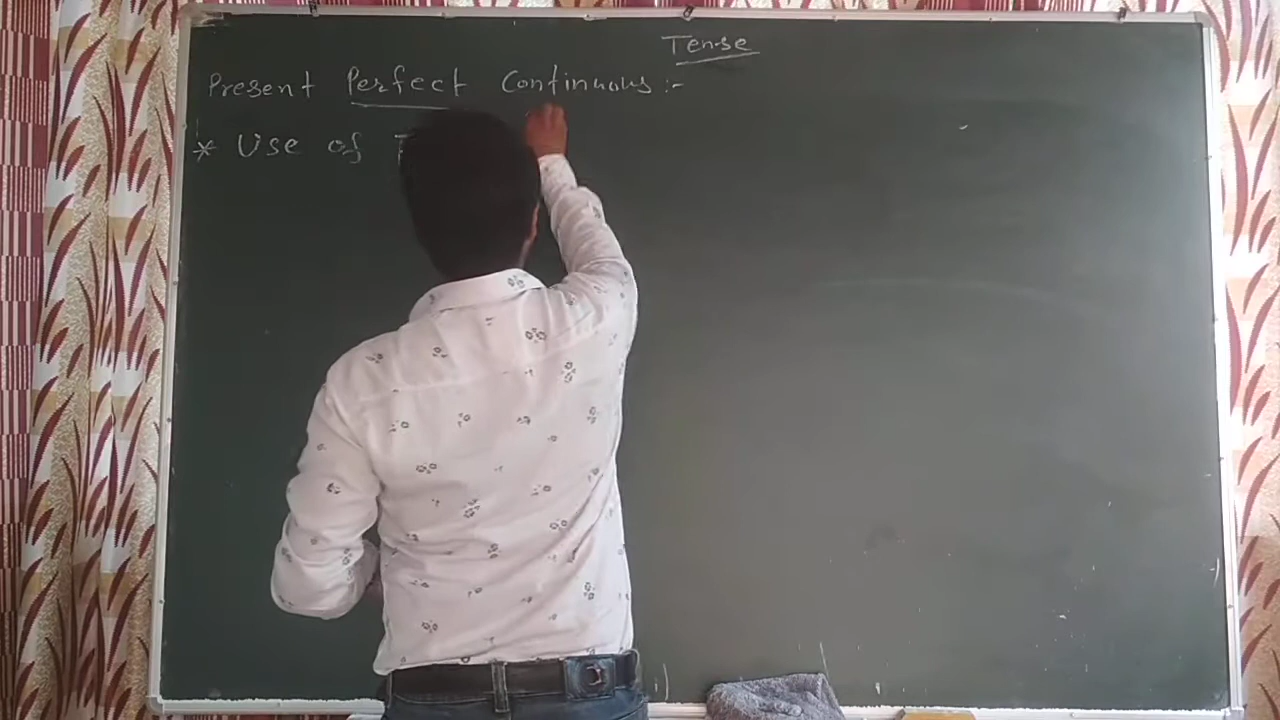 Tense
Present Perfect Continuous :-
* Use of